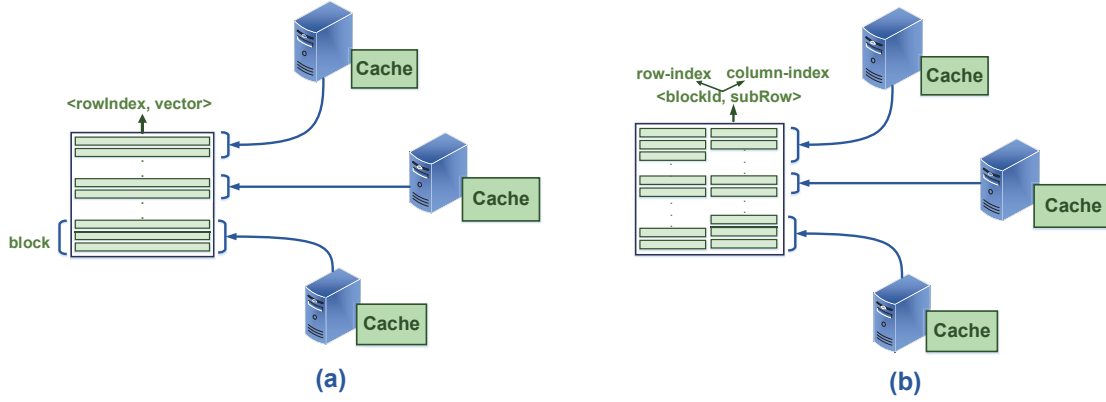 Cache
<rowIndex, vector>
Cache
block
Cache
(a)
Cache
row-index column-index
<blockId, subRow>
Cache
Cache
(b)